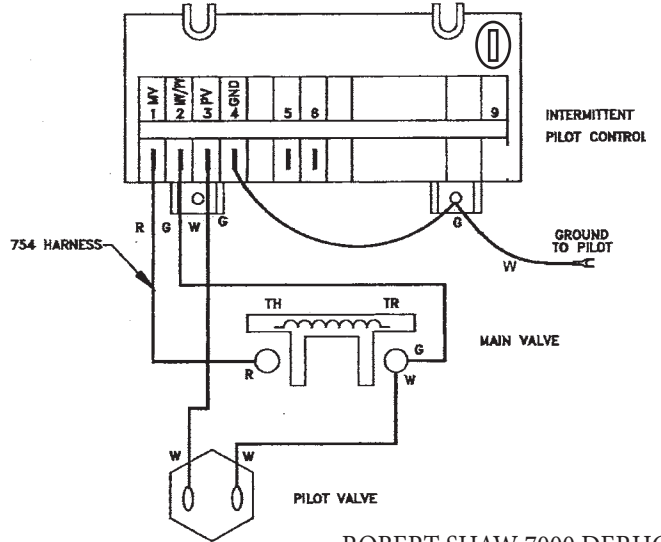 MV MV/PV PV GND
1 2 3 4 5 6 9
INTERMITTENT
PILOT CONTROL
R G W G G
GROUND
TO PILOT
W
754 HARNESS
TH TR
MAIN VALVE
G
R W
W W
PILOT VALVE